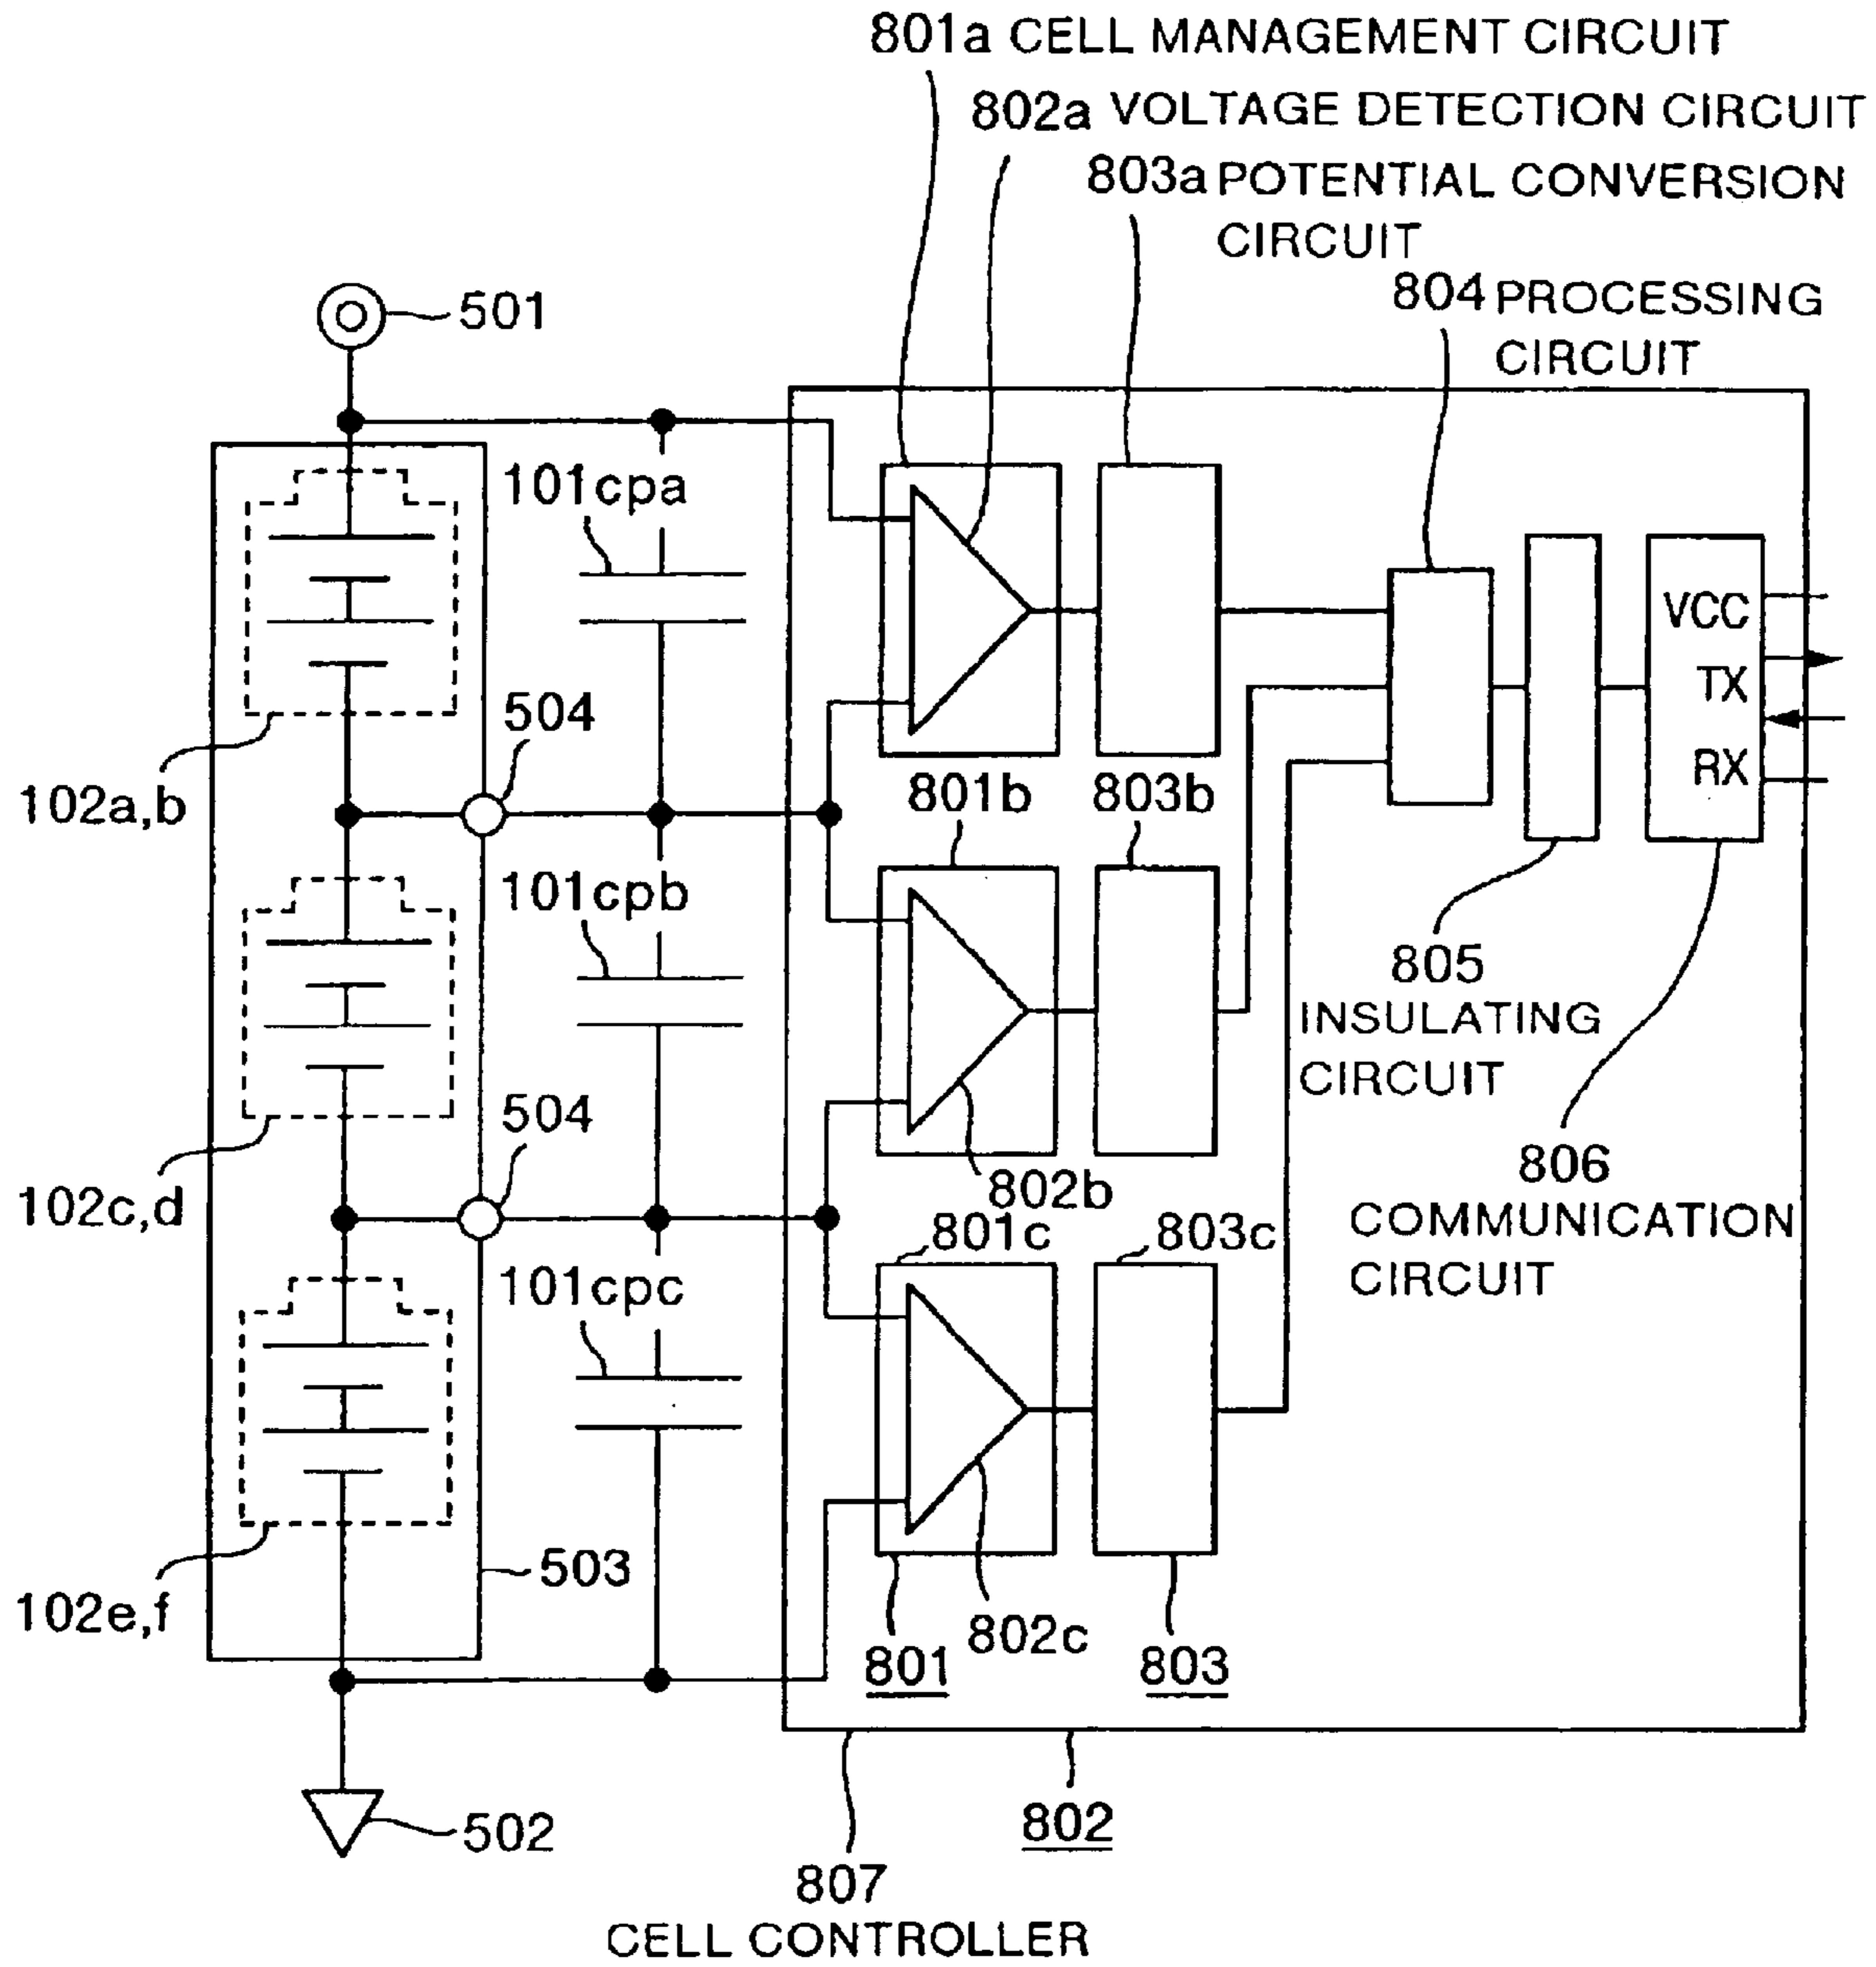 801a CELL MANAGEMENT CIRCUIT
802a VOLTAGE DETECTION CIRCUIT
803a POTENTIAL CONVERSION
CIRCUIT
804 PROCESSING
CIRCUIT
501
101cpa
VCC
TX
RX
504
102a,b
801b
803b
101cpb
805
INSULATING
CIRCUIT
504
806
COMMUNICATION
CIRCUIT
802b
102c,d
801c
803c
101cpc
503
102e,f
802c
801
803
502
802
807
CELL CONTROLLER